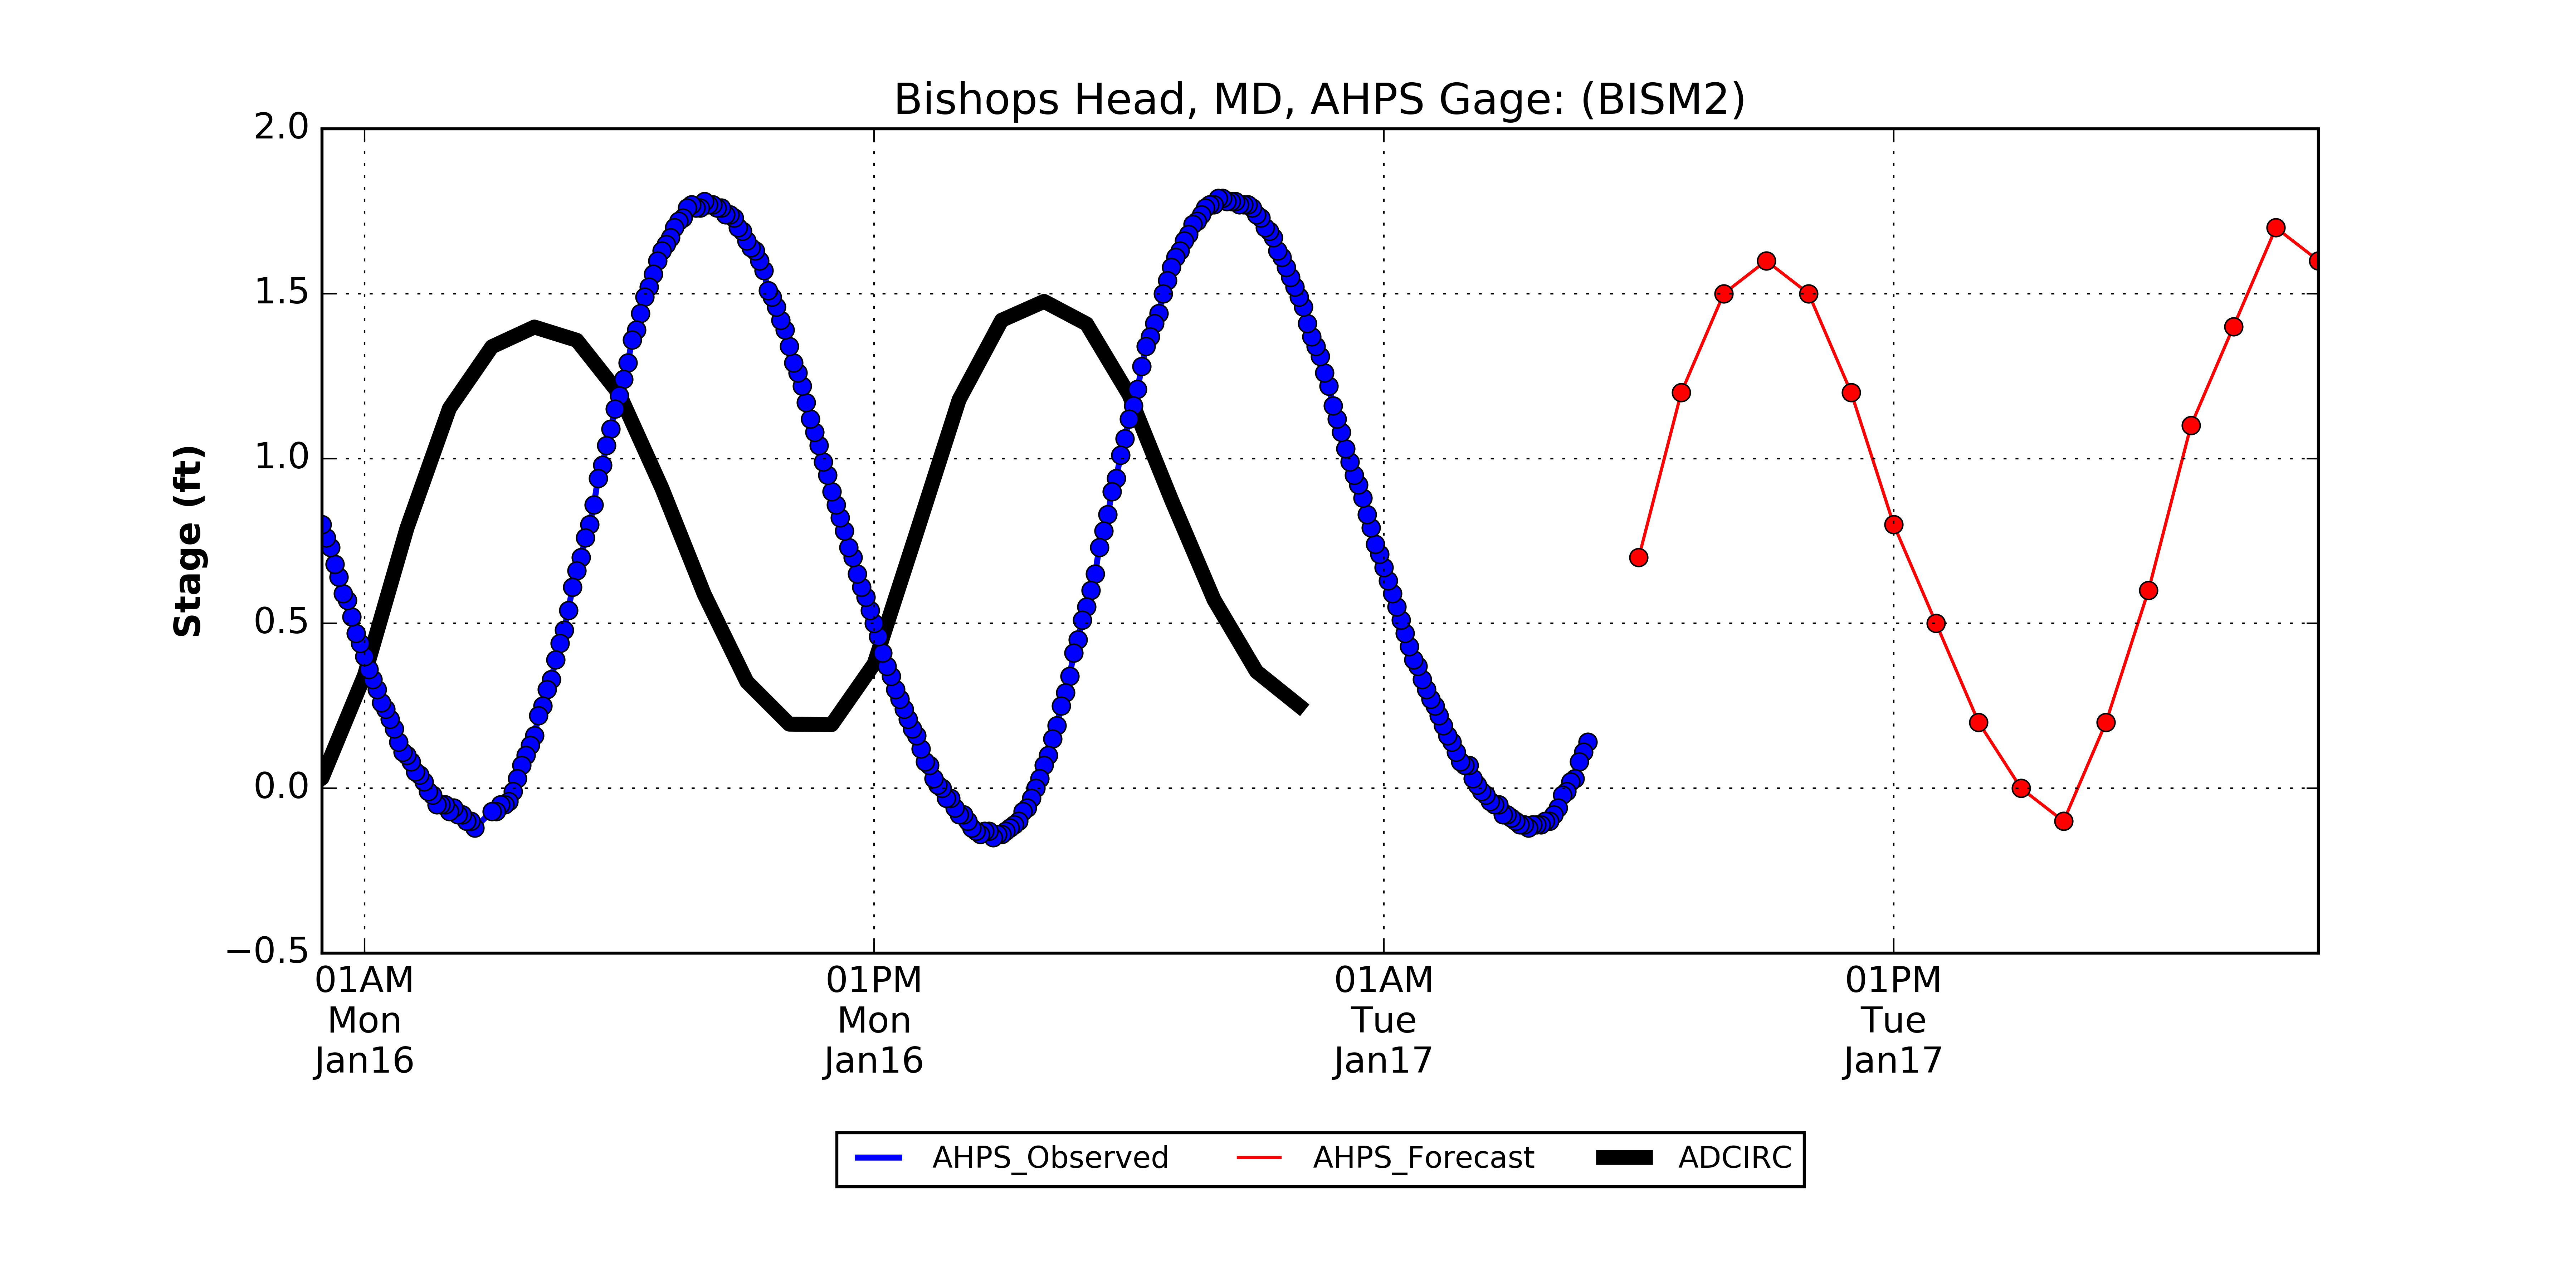 Bishops Head, MD, AHPS Gage: (BISM2)
2.0
1.5
1.0
0.5
0.0
−0.5
Stage (ft)
01AM 01PM 01AM 01PM
Mon Mon Tue Tue
Jan16 Jan16 Jan17 Jan17
AHPS_Observed AHPS_Forecast ADCIRC